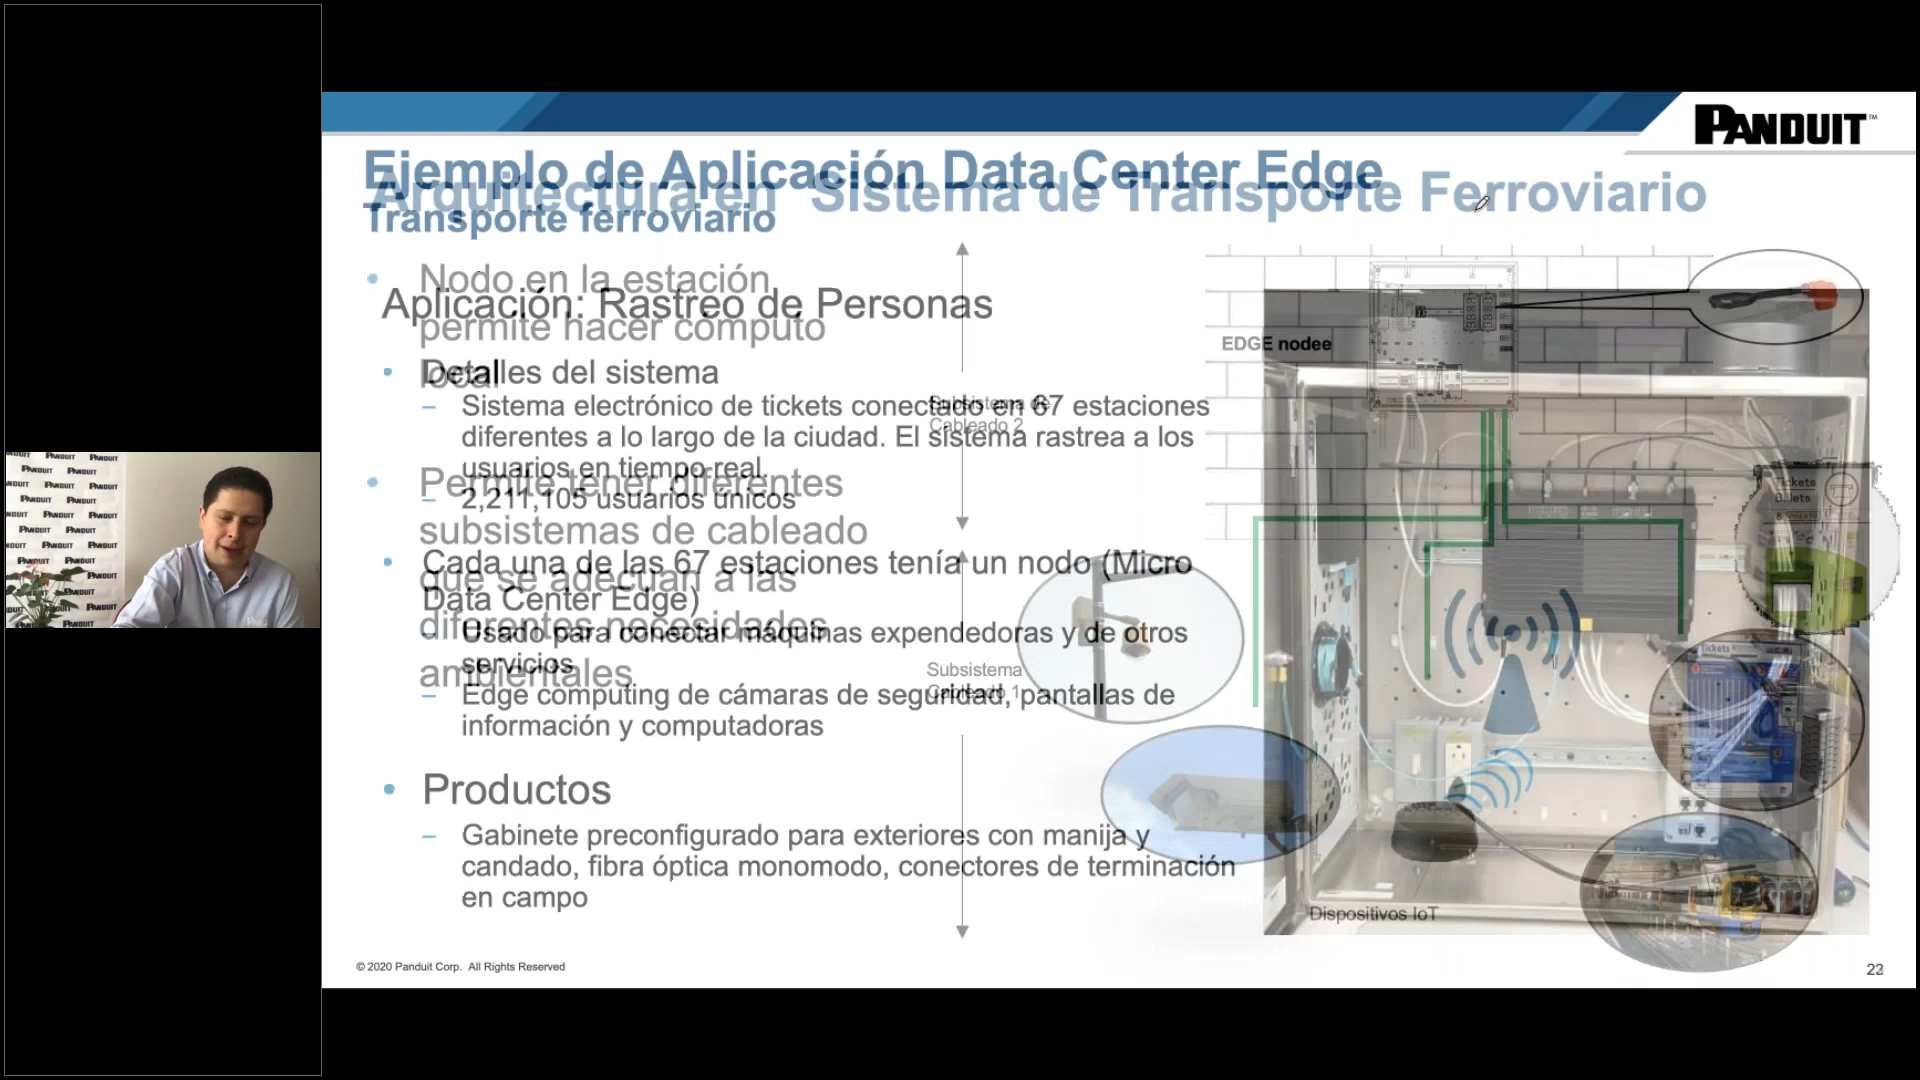 PANDUIT™
Ejemplo de Aplicación Data Center Edge
Transporte ferroviario
Arquitectura en Sistema de Transporte Ferroviario
Aplicación: Rastreo de Personas
Detalles del sistema
– Sistema electrónico de tickets conectado en 67 estaciones
diferentes a lo largo de la ciudad. El sistema rastrea a los
usuarios en tiempo real.
– 2,211,105 usuarios únicos
Cada una de las 67 estaciones tenía un nodo (Micro
Data Center Edge)
– Usado para conectar máquinas expendedoras y de otros
servicios
– Edge computing de cámaras de seguridad, pantallas de
información y computadoras
Productos
– Gabinete preconfigurado para exteriores con manija y
candado, fibra óptica monomodo, conectores de terminación
en campo
Nodo en la estación
permite hacer cómputo
local
Permite tener diferentes
subsistemas de cableado
que se adecuan a las
diferentes necesidades
ambientales
Subsistema de
Cableado 2
Subsistema
Cableado 1
EDGE nodee
Tickets
Billets
Tickets
Dispositivos IoT
© 2020 Panduit Corp. All Rights Reserved